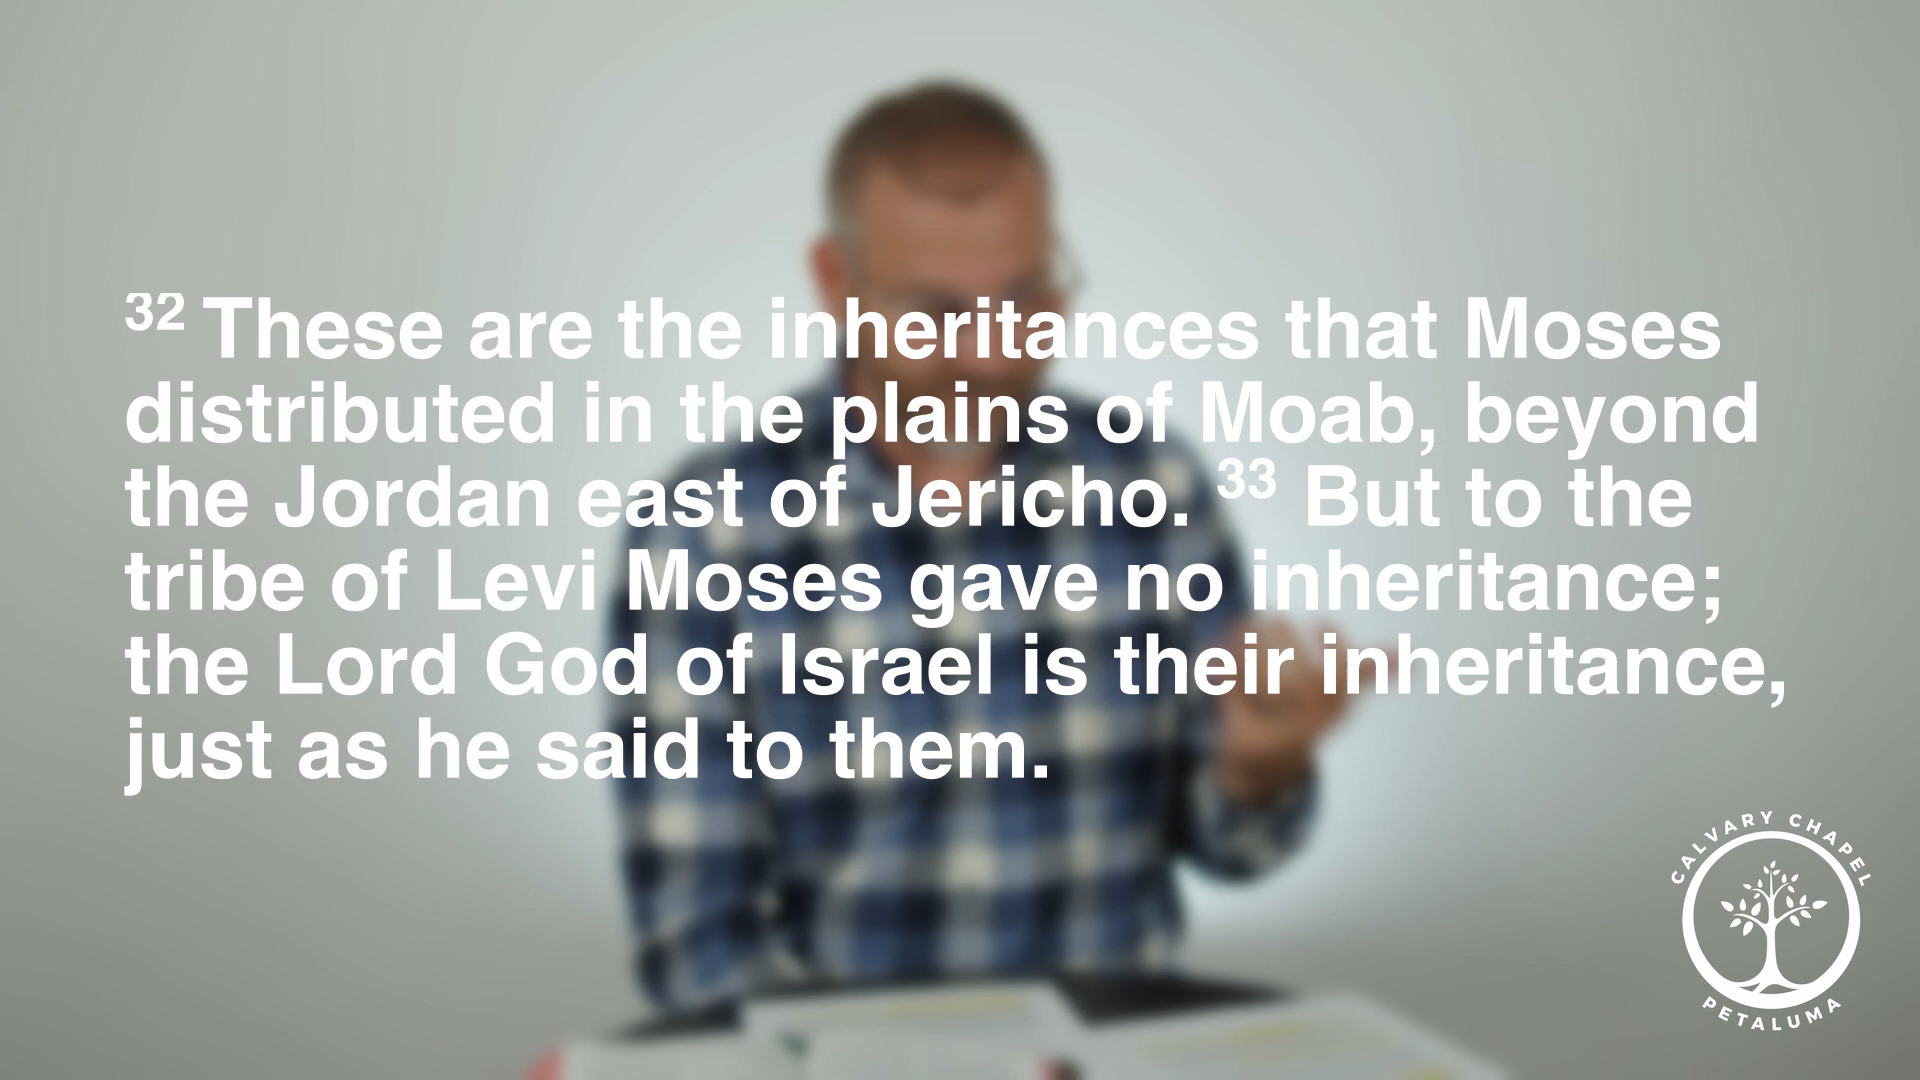 32 These are the inheritances that Moses
distributed in the plains of Moab, beyond
the Jordan east of Jericho. 33 But to the
tribe of Levi Moses gave no inheritance;
the Lord God of Israel is their inheritance,
just as he said to them.
CALVARY CHAPEL
PETALUMA